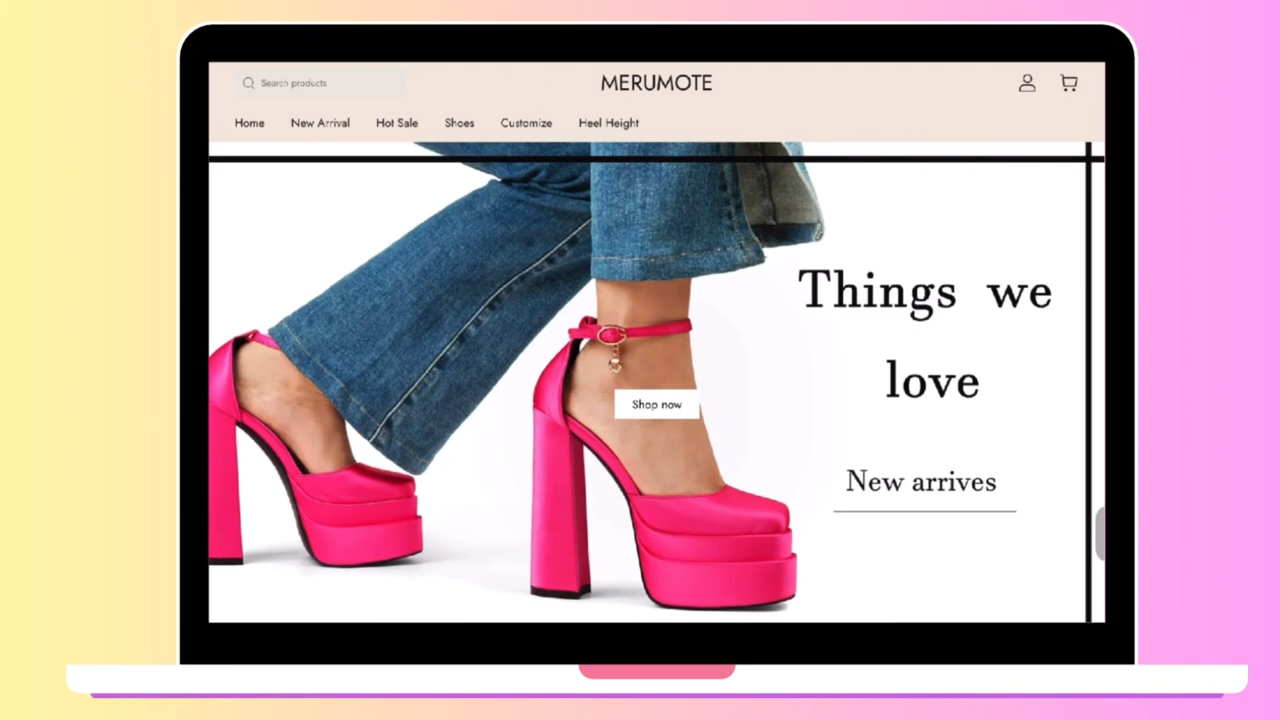 Search products
MERUMOTE
Home New Arrival Hot Sale Shoes Customize Heel Height
Things we
love
Shop now
New arrives